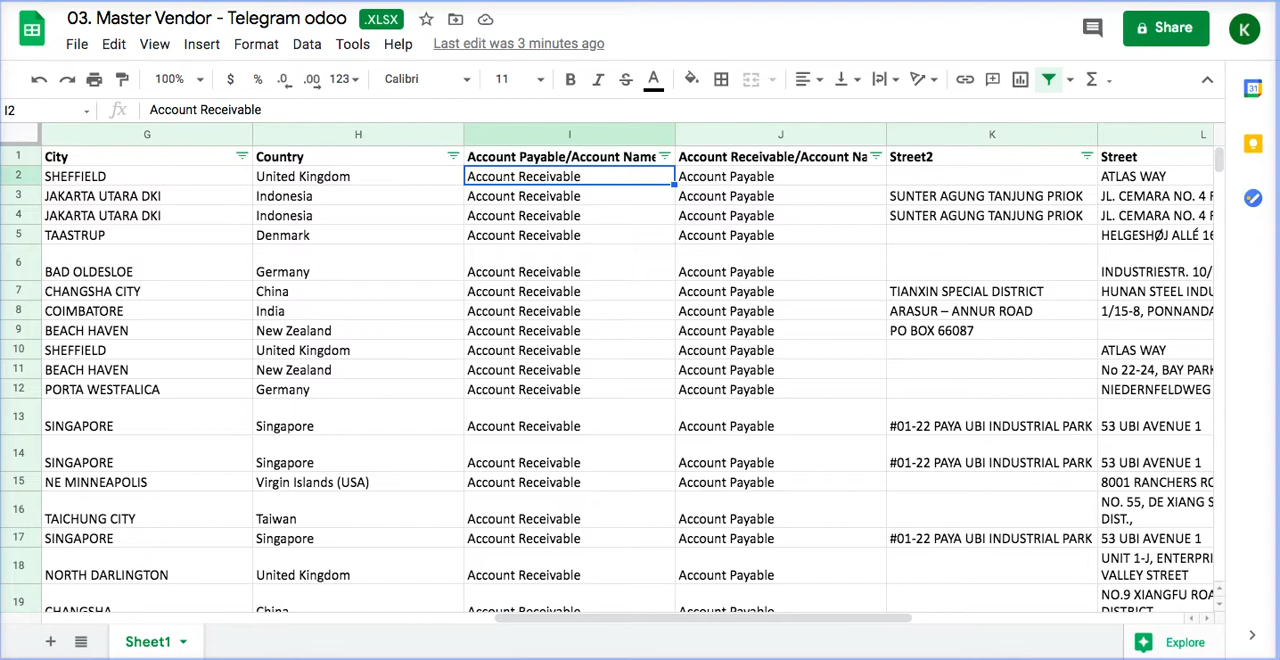 03. Master Vendor - Telegram odoo .XLSX
File Edit View Insert Format Data Tools Help Last edit was 3 minutes ago
Share
K
100% $ % .0 .00 123 Calibri 11 B I S A
I2 fx Account Receivable
G H I J K L
1 City Country Account Payable/Account Name Account Receivable/Account Na Street2 Street
2 SHEFFIELD United Kingdom Account Receivable Account Payable ATLAS WAY
3 JAKARTA UTARA DKI Indonesia Account Receivable Account Payable SUNTER AGUNG TANJUNG PRIOK JL. CEMARA NO. 4
4 JAKARTA UTARA DKI Indonesia Account Receivable Account Payable SUNTER AGUNG TANJUNG PRIOK JL. CEMARA NO. 4
5 TAASTRUP Denmark Account Receivable Account Payable HELGESHØJ ALLÉ 16
6 BAD OLDESLOE Germany Account Receivable Account Payable INDUSTRIESTR. 10/
7 CHANGSHA CITY China Account Receivable Account Payable TIANXIN SPECIAL DISTRICT HUNAN STEEL INDU
8 COIMBATORE India Account Receivable Account Payable ARASUR – ANNUR ROAD 1/15-8, PONNANDA
9 BEACH HAVEN New Zealand Account Receivable Account Payable PO BOX 66087
10 SHEFFIELD United Kingdom Account Receivable Account Payable ATLAS WAY
11 BEACH HAVEN New Zealand Account Receivable Account Payable No 22-24, BAY PARK
12 PORTA WESTFALICA Germany Account Receivable Account Payable NIEDERNFELDWEG
13 SINGAPORE Singapore Account Receivable Account Payable #01-22 PAYA UBI INDUSTRIAL PARK 53 UBI AVENUE 1
14 SINGAPORE Singapore Account Receivable Account Payable #01-22 PAYA UBI INDUSTRIAL PARK 53 UBI AVENUE 1
15 NE MINNEAPOLIS Virgin Islands (USA) Account Receivable Account Payable 8001 RANCHERS RO
16 TAICHUNG CITY Taiwan Account Receivable Account Payable NO. 55, DE XIANG S
DIST.,
17 SINGAPORE Singapore Account Receivable Account Payable #01-22 PAYA UBI INDUSTRIAL PARK 53 UBI AVENUE 1
18 NORTH DARLINGTON United Kingdom Account Receivable Account Payable UNIT 1-J, ENTERPRI
VALLEY STREET
19 CHANGSHA China Account Receivable Account Payable NO.9 XIANGFU ROA
DISTRICT
Sheet1
Explore